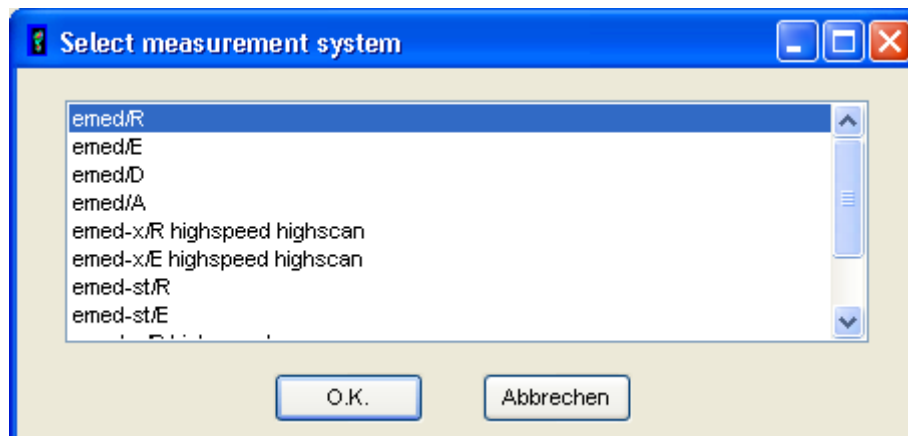 Select measurement system
emed/R
emed/E
emed/D
emed/A
emed-x/R highspeed highscan
emed-x/E highspeed highscan
emed-st/R
emed-st/E
O.K.
Abbrechen